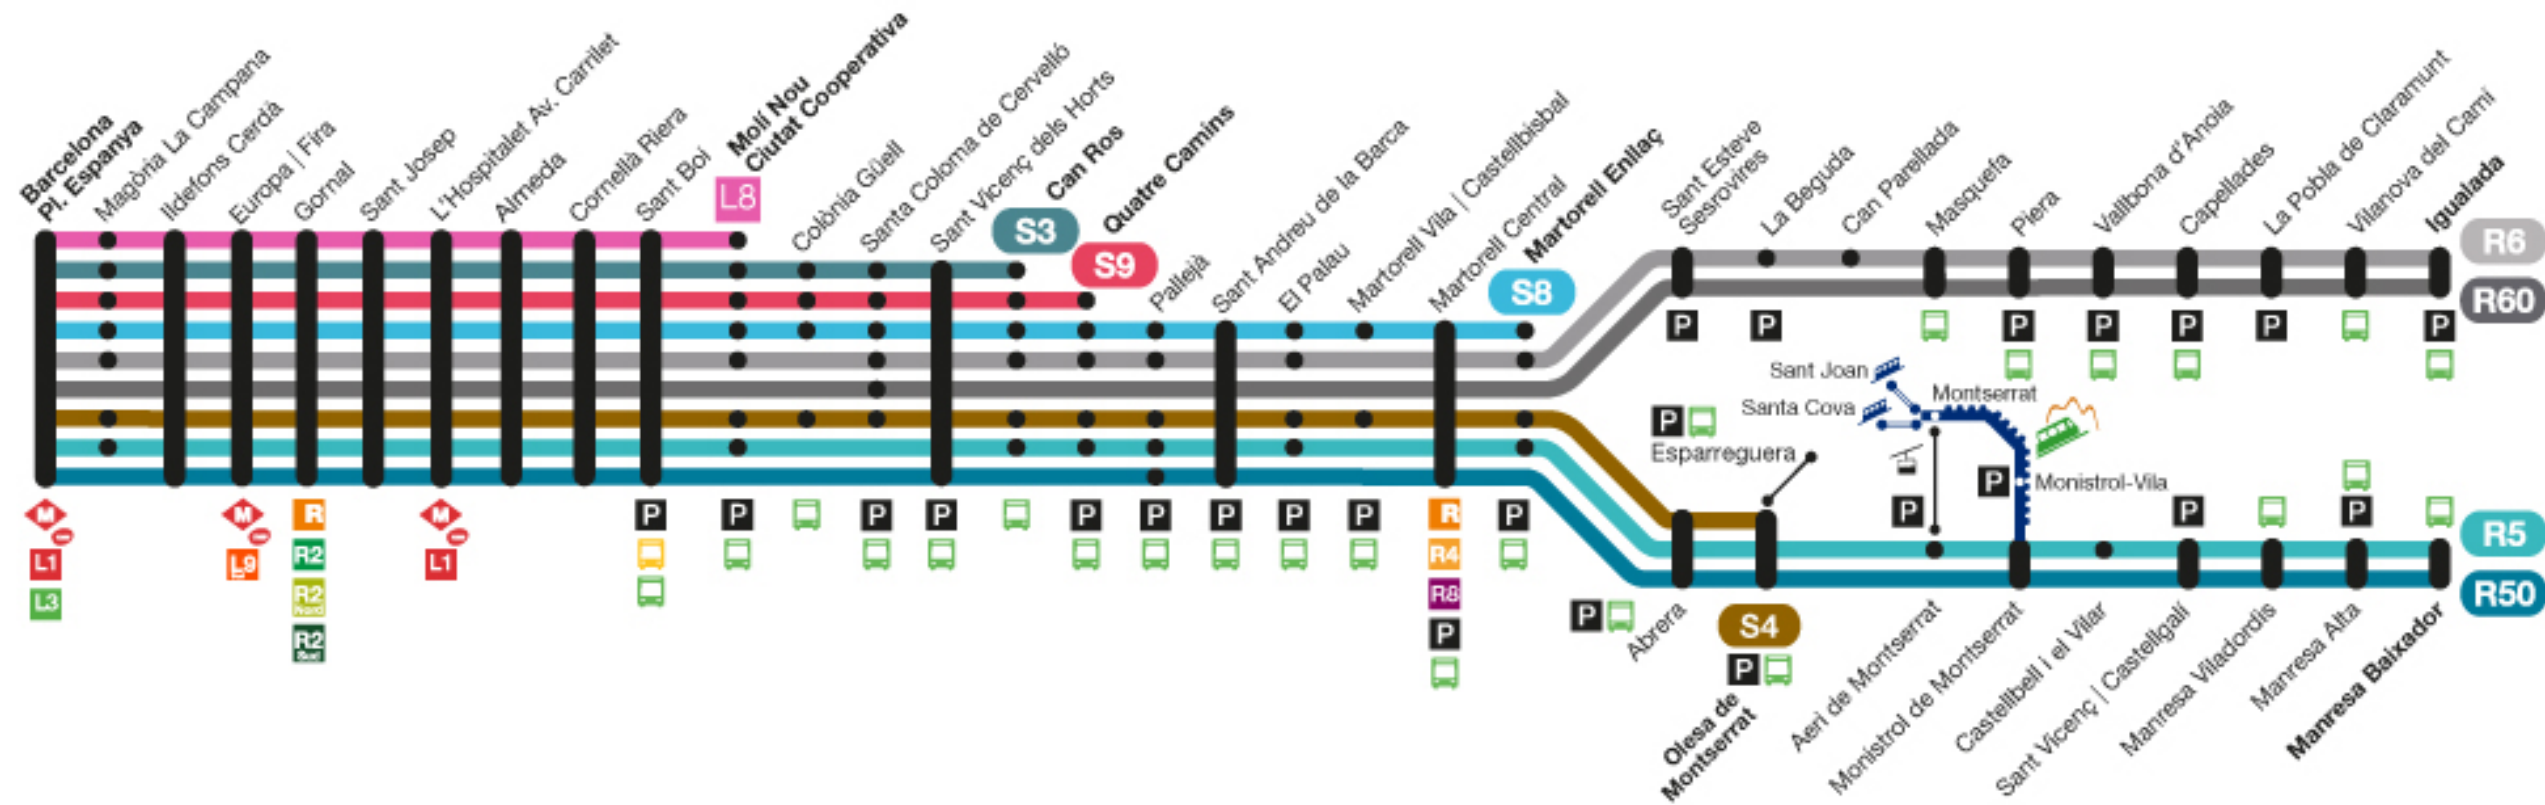 Barcelona
Pl. Espanya
Magòria La Campana
Ildefons Cerdà
Europa | Fira
Gornal
Sant Josep
L'Hospitalet Av. Carrilet
Almeda
Cornellà Riera
Sant Boi
Molí Nou
Ciutat Cooperativa
L8
Colònia Güell
Santa Coloma de Cervelló
Sant Vicenç dels Horts
Can Ros
S3
Quatre Camins
S9
Pallejà
Sant Andreu de la Barca
El Palau
Martorell Vila | Castellbisbal
Martorell Central
Martorell Enllaç
S8
Sant Esteve
Sesrovires
La Beguda
Can Parellada
Masquefa
Piera
Vallbona d'Anoia
Capellades
La Pobla de Claramunt
Vilanova del Camí
Igualada
R6
R60
P
P
P
P
P
P
P
Sant Joan
Montserrat
Santa Cova
P
Esparreguera
P
Monistrol-Vila
P
P
P
M
L1
L3
M
L9
R
R2
R2
Nord
R2
Sud
M
L1
P
P
P
P
P
P
P
P
P
R
R4
R8
P
P
R5
R50
P
Abrera
S4
P
Olesa de
Montserrat
Aeri de Montserrat
Monistrol de Montserrat
Castellbell i el Vilar
Sant Vicenç | Castellgalí
Manresa Viladordis
Manresa Alta
Manresa Baixador